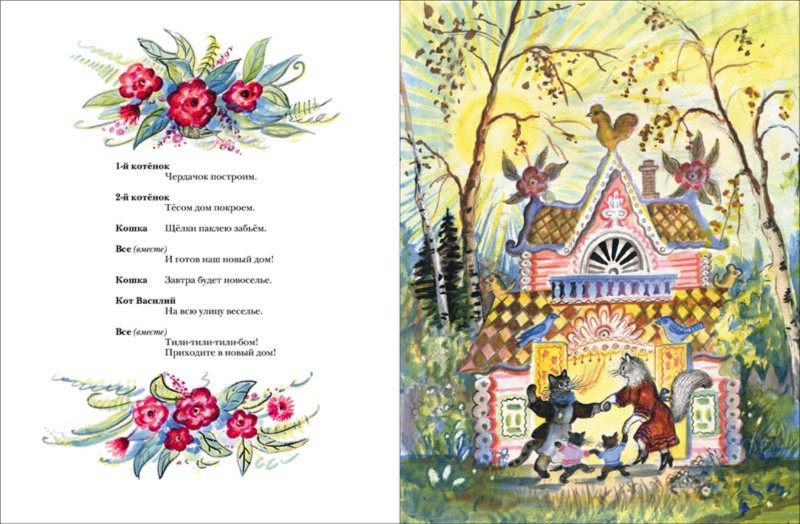 1-й котёнок
Чердачок построим.
2-й котёнок
Тёсом дом покроем.
Кошка Щёлки паклею забьём.
Все (вместе)
И готов наш новый дом!
Кошка Завтра будет новоселье.
Кот Василий
На всю улицу веселье.
Все (вместе)
Тили-тили-тили-бом!
Приходите в новый дом!